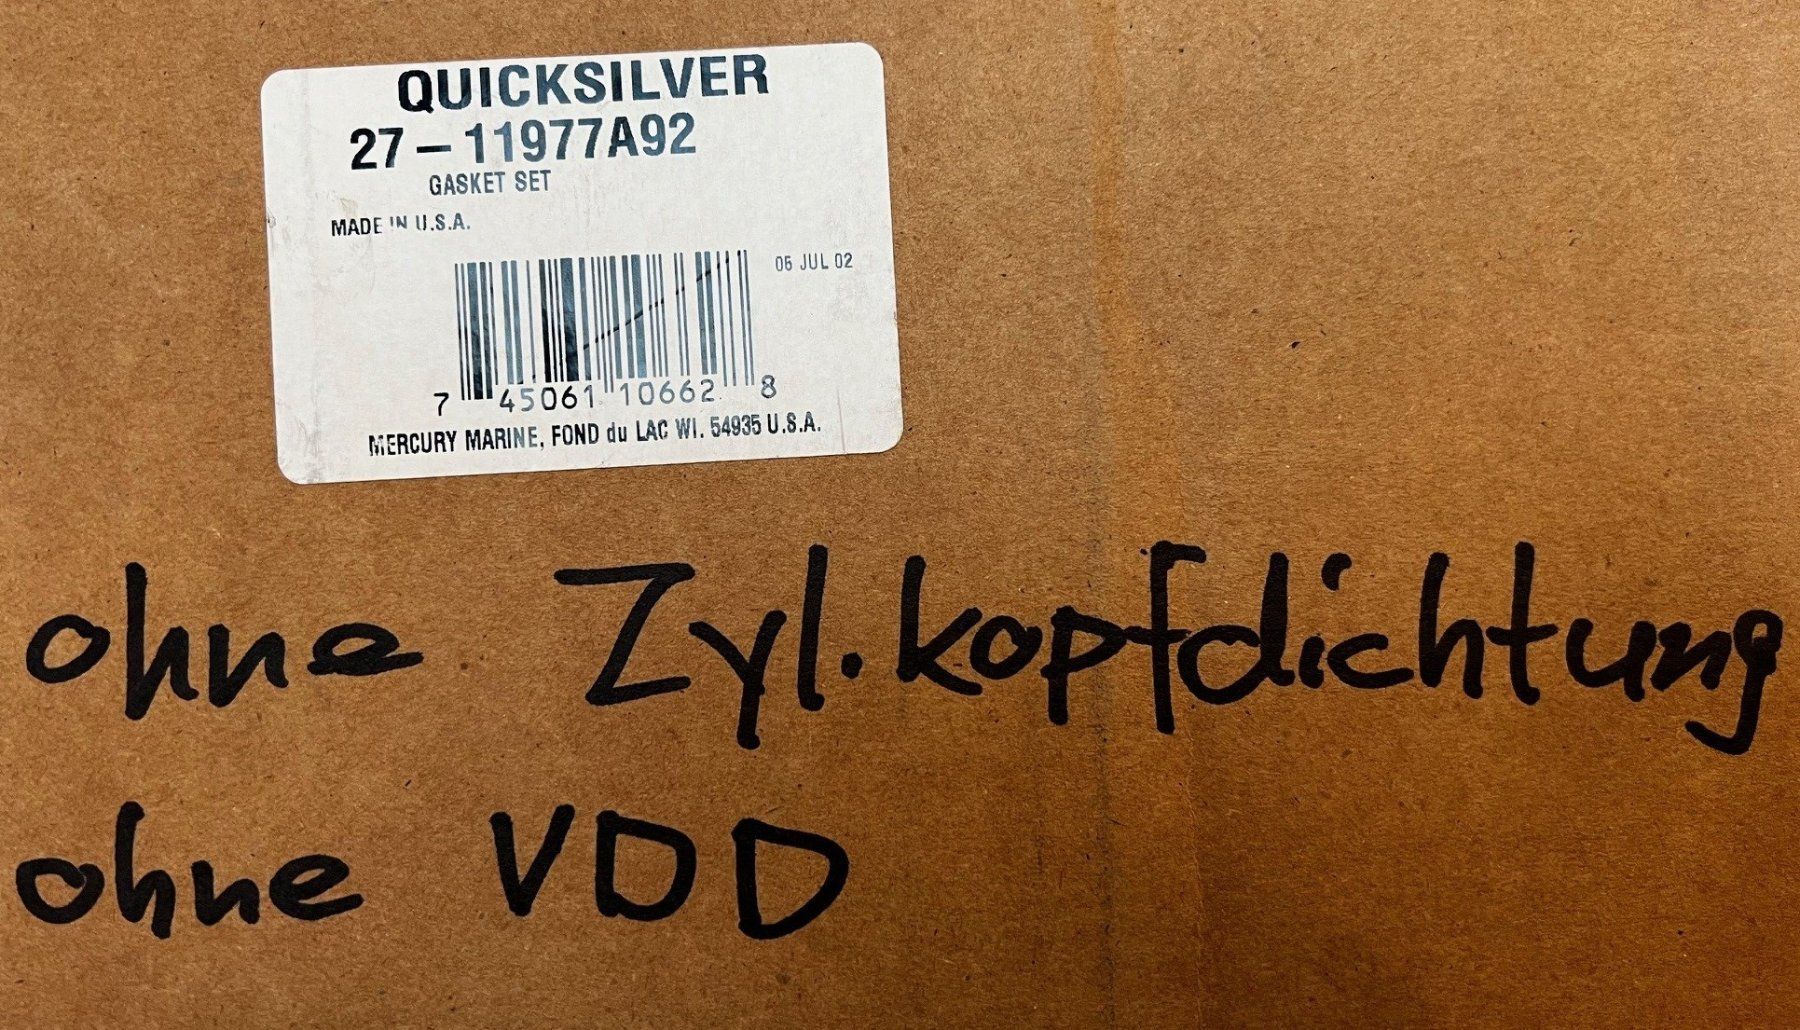 QUICKSILVER
27-11977A92
GASKET SET
MADE IN U.S.A.
05 JUL 02
7 45061 10662 8
MERCURY MARINE, FOND du LAC WI. 54935 U.S.A.
ohne Zyl.kopfdichtung
ohne VDD